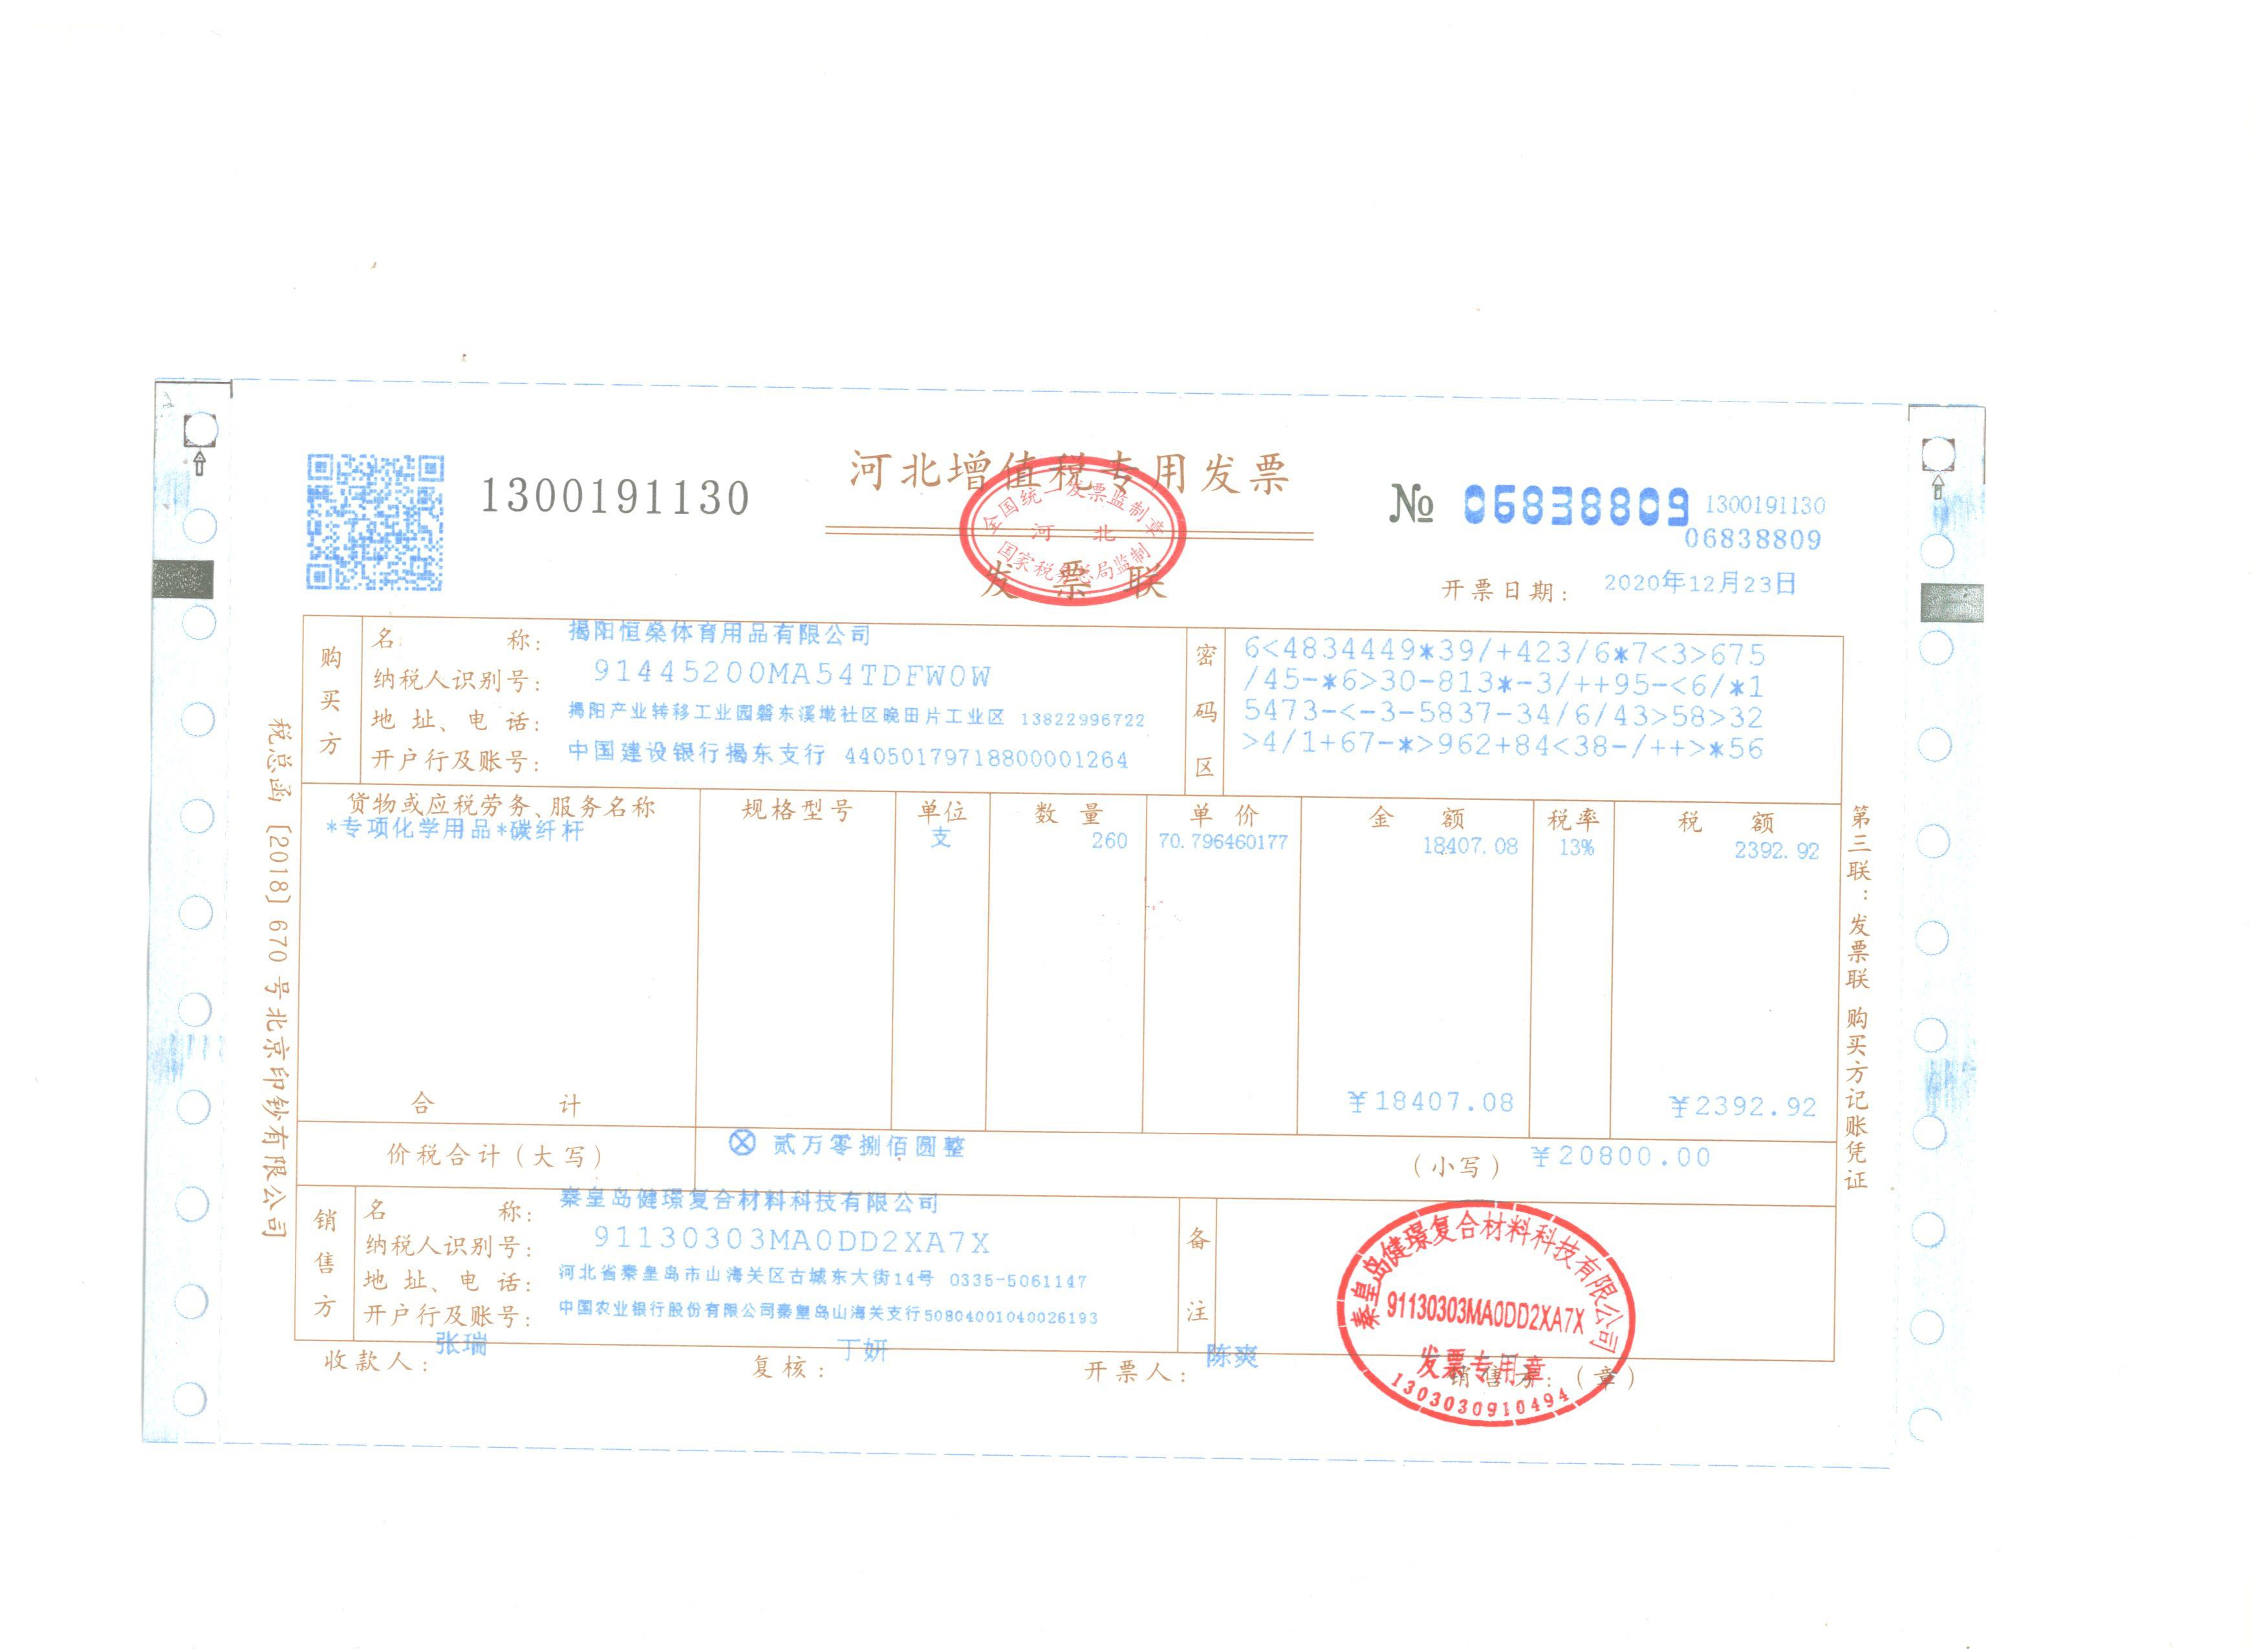 河北增值税专用发票
1300191130
№ 06838809 1300191130
06838809
全国统一发票监制章
河 北
国家税务总局监制
发 票 联
开票日期: 2020年12月23日
购买方
名 称: 揭阳恒燊体育用品有限公司
纳税人识别号: 91445200MA54TDFW0W
地 址、电 话: 揭阳产业转移工业园磐东溪墘社区晚田片工业区 13822996722
开户行及账号: 中国建设银行揭东支行 44050179718800001264
密码区
6<4834449*39/+423/6*7<3>675
/45-*6>30-813*-3/++95-<6/*1
5473-<-3-5837-34/6/43>58>32
>4/1+67-*>962+84<38-/++>*56
货物或应税劳务、服务名称 规格型号 单位 数 量 单 价 金 额 税率 税 额
*专项化学用品*碳纤杆 支 260 70.796460177 18407.08 13% 2392.92
合 计 ¥18407.08 ¥2392.92
价税合计(大写) ⊗ 贰万零捌佰圆整 (小写) ¥20800.00
销售方
名 称: 秦皇岛健璟复合材料科技有限公司
纳税人识别号: 91130303MA0DD2XA7X
地 址、电 话: 河北省秦皇岛市山海关区古城东大街14号 0335-5061147
开户行及账号: 中国农业银行股份有限公司秦皇岛山海关支行50804001040026193
备注
收款人: 张瑞 复核: 丁妍 开票人: 陈爽 销售方:(章)
秦皇岛健璟复合材料科技有限公司
91130303MA0DD2XA7X
发票专用章
1303030910494
税总函〔2018〕670号北京印钞有限公司
第三联:发票联 购买方记账凭证